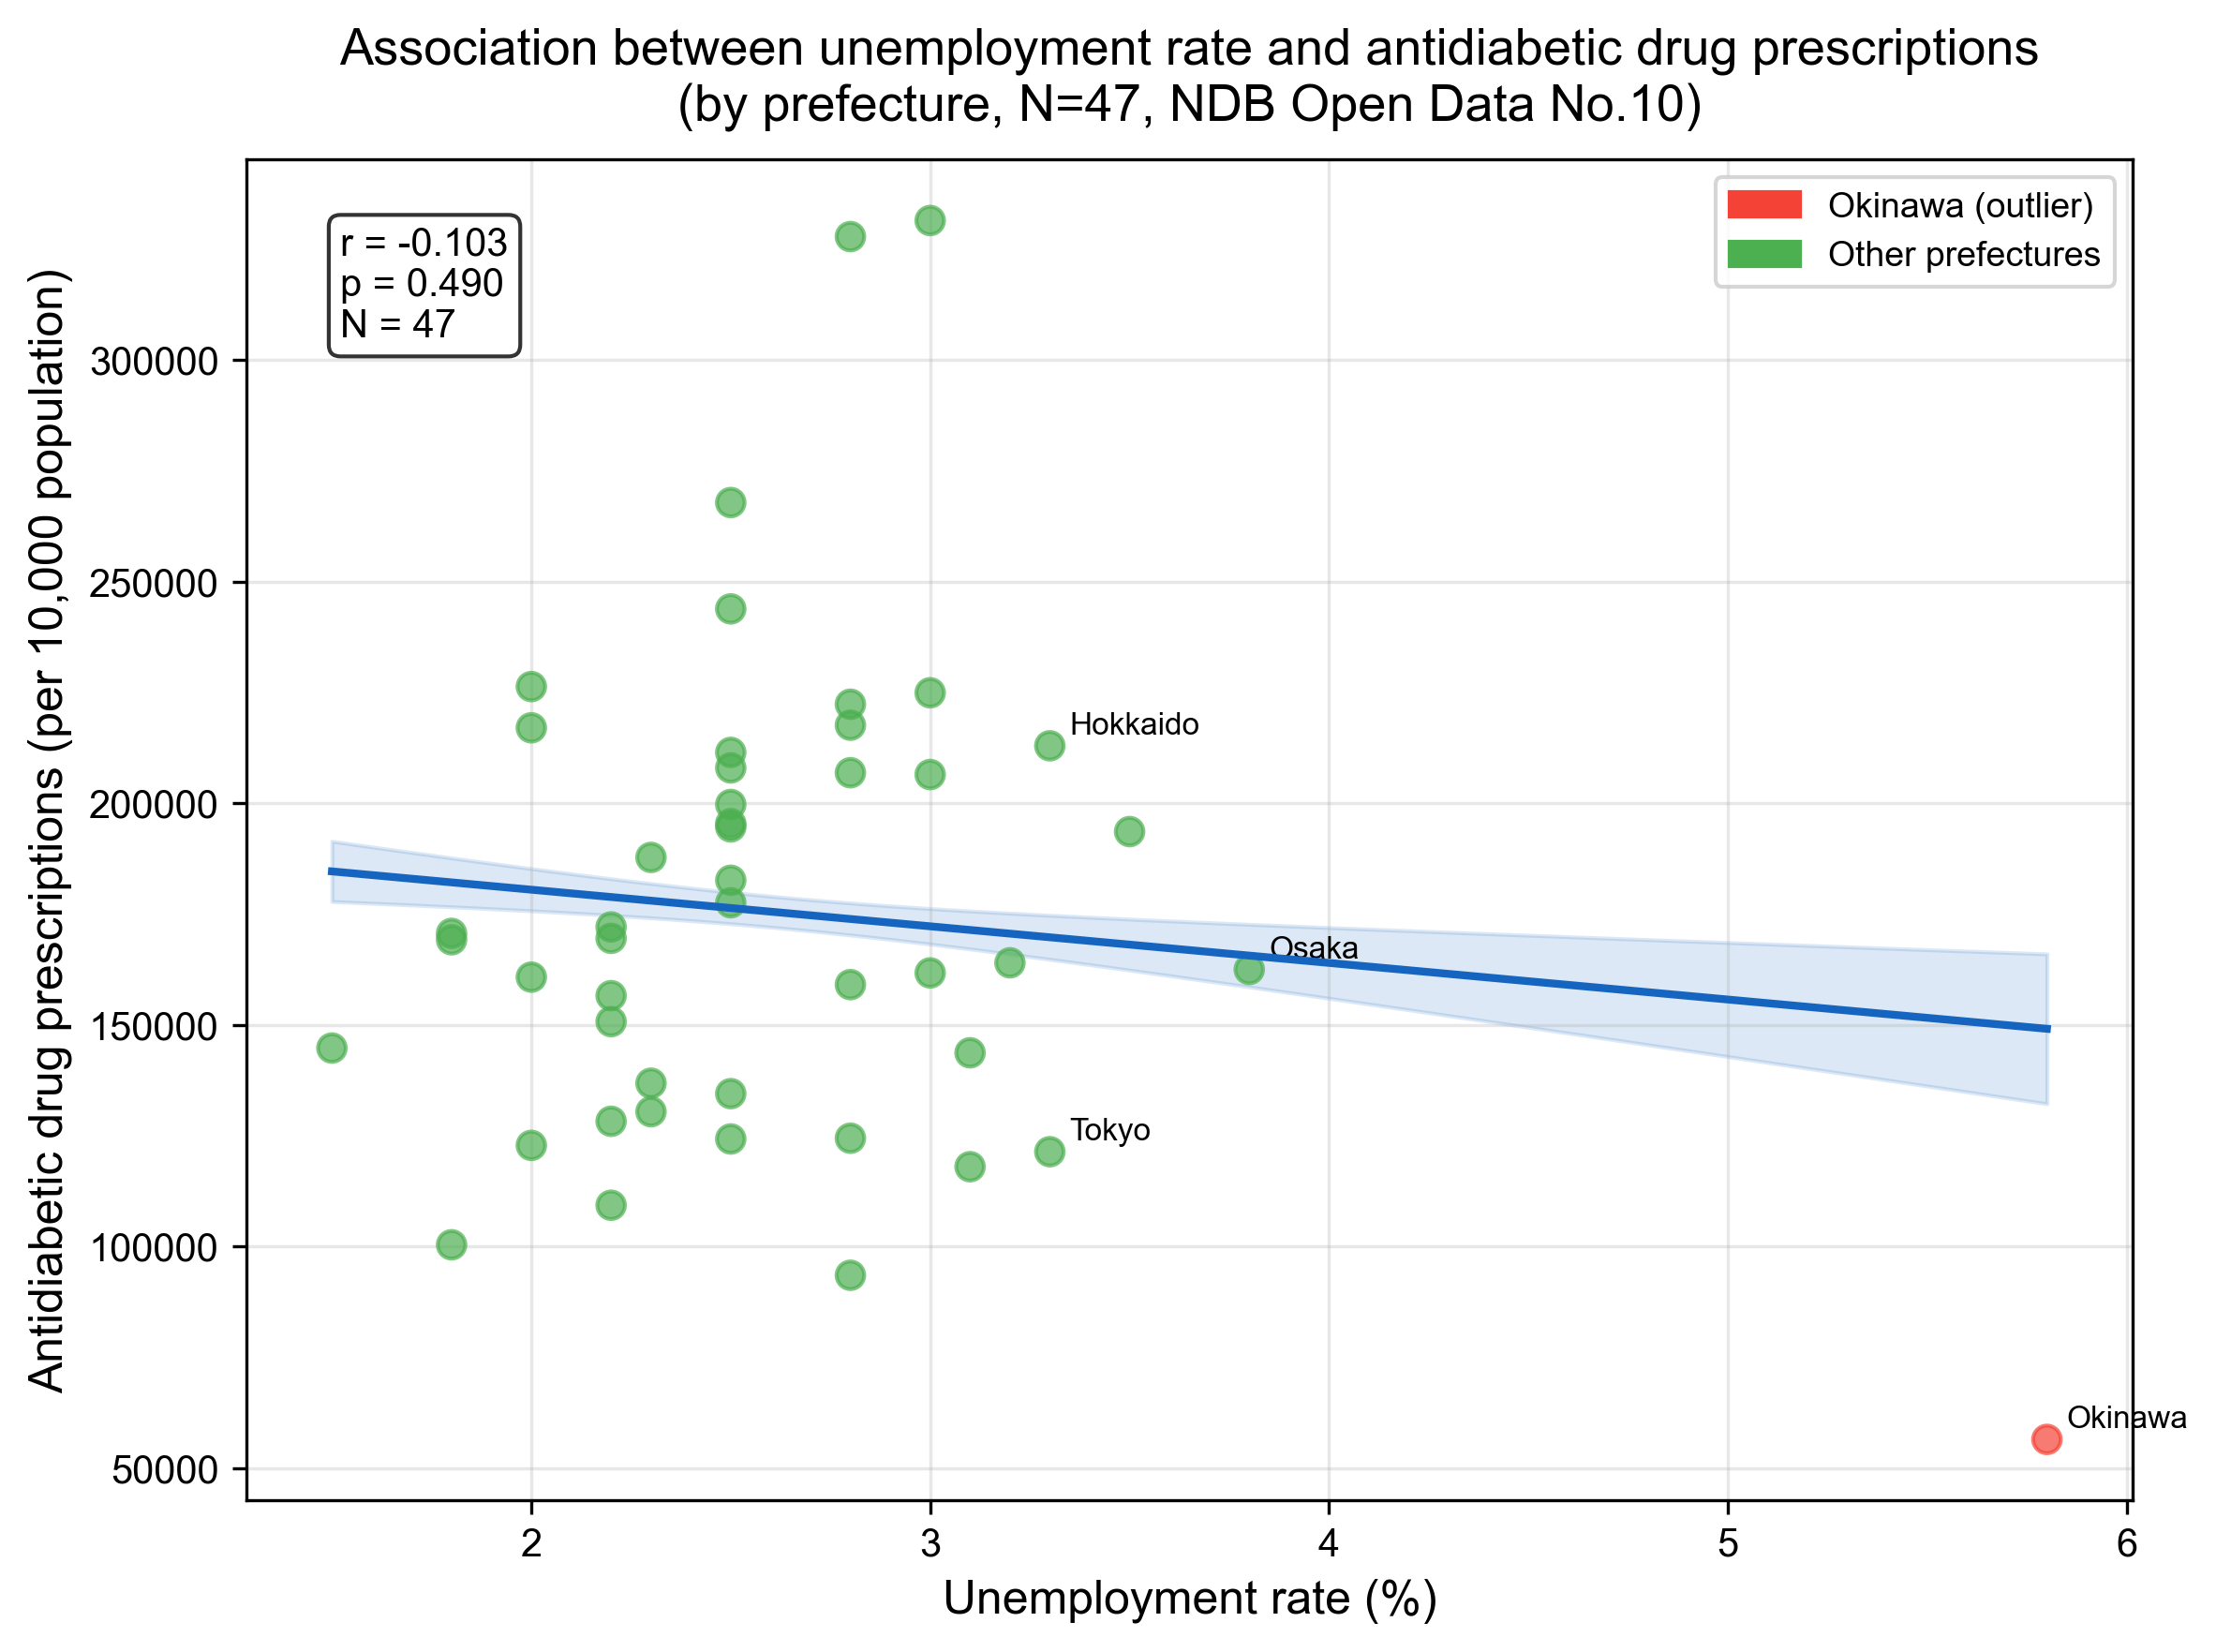 Association between unemployment rate and antidiabetic drug prescriptions
(by prefecture, N=47, NDB Open Data No.10)
r = -0.103
p = 0.490
N = 47
Okinawa (outlier)
Other prefectures
Antidiabetic drug prescriptions (per 10,000 population)
300000
250000
200000
150000
100000
50000
Hokkaido
Osaka
Tokyo
Okinawa
2
3
4
5
6
Unemployment rate (%)